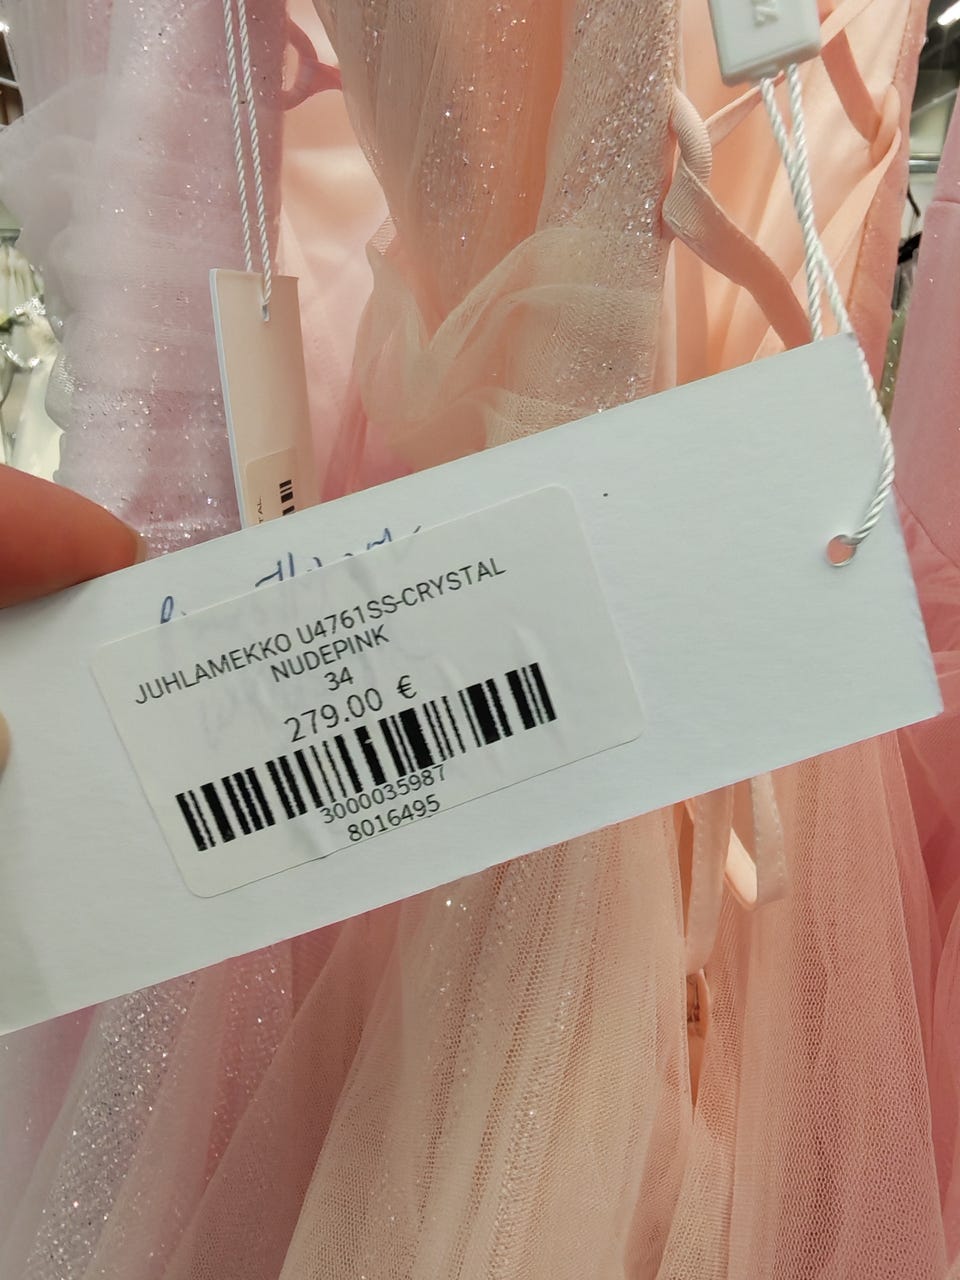 JUHLAMEKKO U4761SS-CRYSTAL
NUDEPINK
34
279.00 €
3000035987
8016495